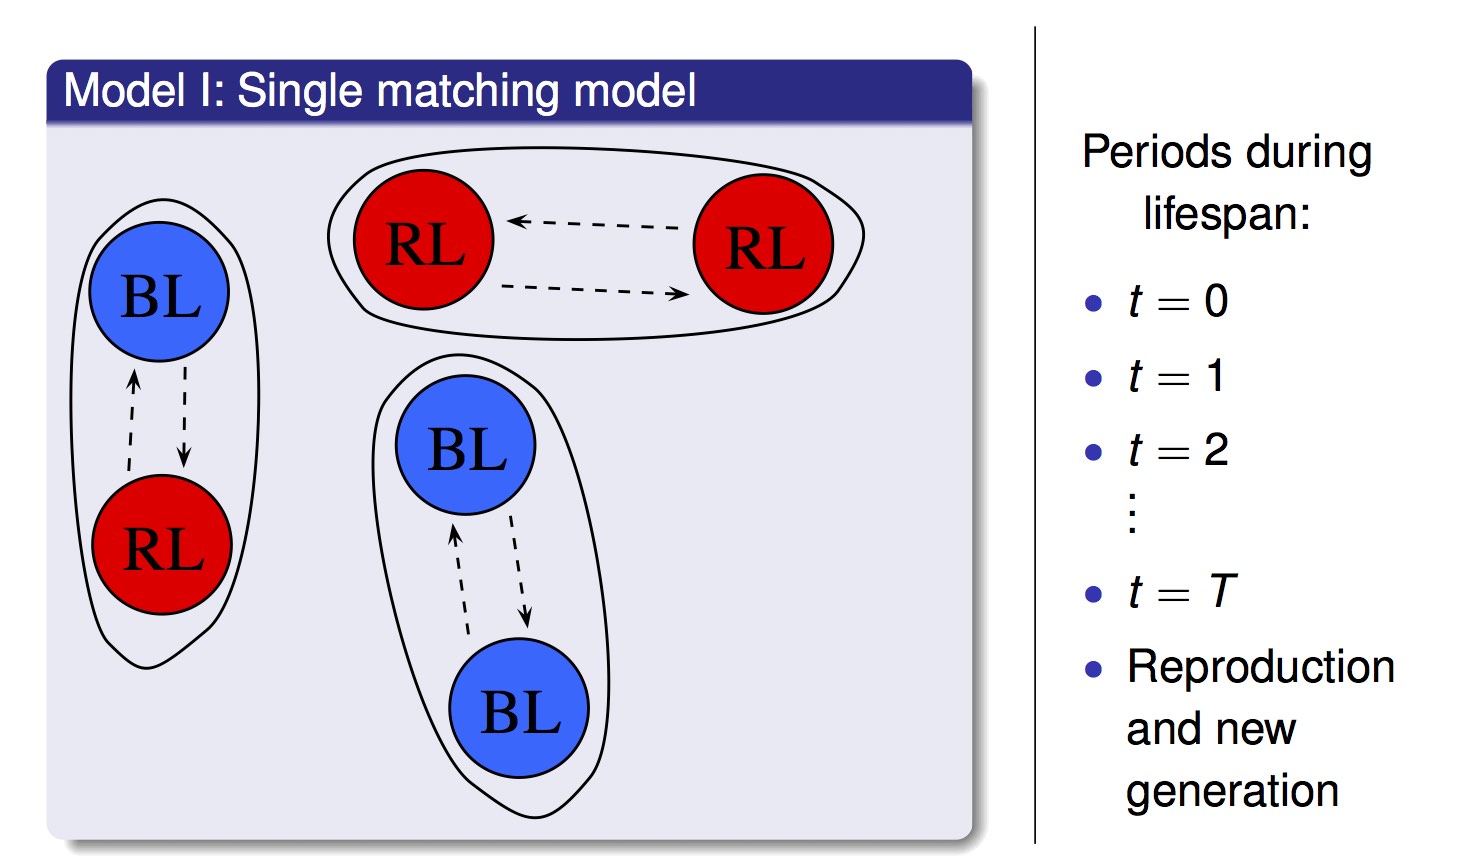 Model I: Single matching model
RL
RL
BL
BL
RL
BL
Periods during
lifespan:
t = 0
t = 1
t = 2
⋮
t = T
Reproduction
and new
generation